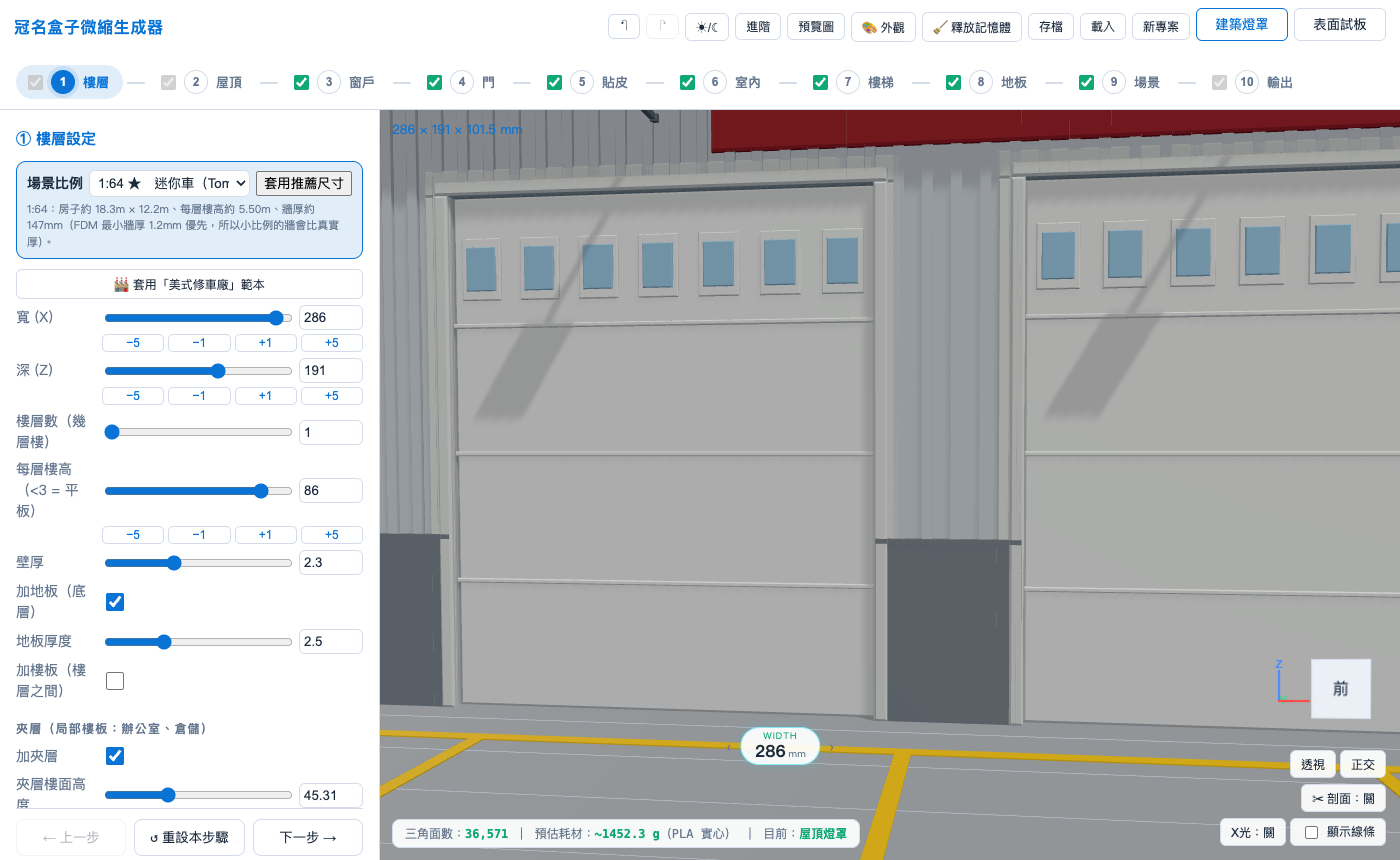 冠名盒子微縮生成器
☀/☾
進階
預覽圖
🎨 外觀
🧹 釋放記憶體
存檔
載入
新專案
建築燈罩
表面試板
1 樓層
2 屋頂
3 窗戶
4 門
5 貼皮
6 室內
7 樓梯
8 地板
9 場景
10 輸出
① 樓層設定
場景比例 1:64 ★ 迷你車（Tom 套用推薦尺寸
1:64：房子約 18.3m × 12.2m、每層樓高約 5.50m、牆厚約
147mm（FDM 最小牆厚 1.2mm 優先，所以小比例的牆會比真實
厚）。
🏭 套用「美式修車廠」範本
寬 (X) 286
−5 −1 +1 +5
深 (Z) 191
−5 −1 +1 +5
樓層數（幾
層樓） 1
每層樓高
（<3 = 平
板） 86
−5 −1 +1 +5
壁厚 2.3
加地板（底
層）
地板厚度 2.5
加樓板（樓
層之間）
夾層（局部樓板：辦公室、倉儲）
加夾層
夾層樓面高
度 45.31
← 上一步
↺ 重設本步驟
下一步 →
286 × 191 × 101.5 mm
WIDTH
286 mm
Z
前
透視
正交
✂ 剖面：關
X光：關
顯示線條
三角面數：36,571 | 預估耗材：~1452.3 g (PLA 實心) | 目前：屋頂燈罩